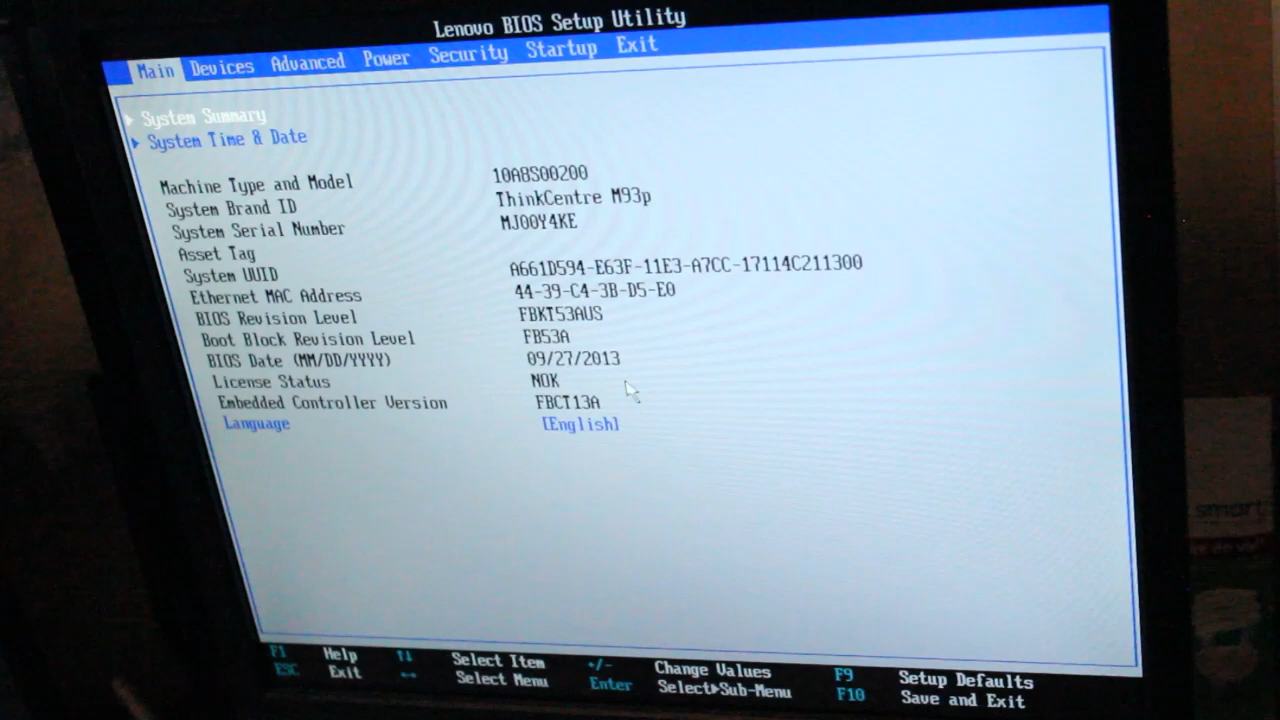 Lenovo BIOS Setup Utility
Main Devices Advanced Power Security Startup Exit
System Summary
System Time & Date
Machine Type and Model 10A8S00200
System Brand ID ThinkCentre M93p
System Serial Number MJ00Y4KE
Asset Tag
System UUID A661D594-E63F-11E3-A7CC-17114C211300
Ethernet MAC Address 44-39-C4-3B-D5-E0
BIOS Revision Level FBKT53AUS
Boot Block Revision Level FB53A
BIOS Date (MM/DD/YYYY) 09/27/2013
License Status NOK
Embedded Controller Version FBCT13A
Language [English]
F1 Help ↑↓ Select Item +/- Change Values F9 Setup Defaults
ESC Exit ↔ Select Menu Enter Select▶Sub-Menu F10 Save and Exit
smart